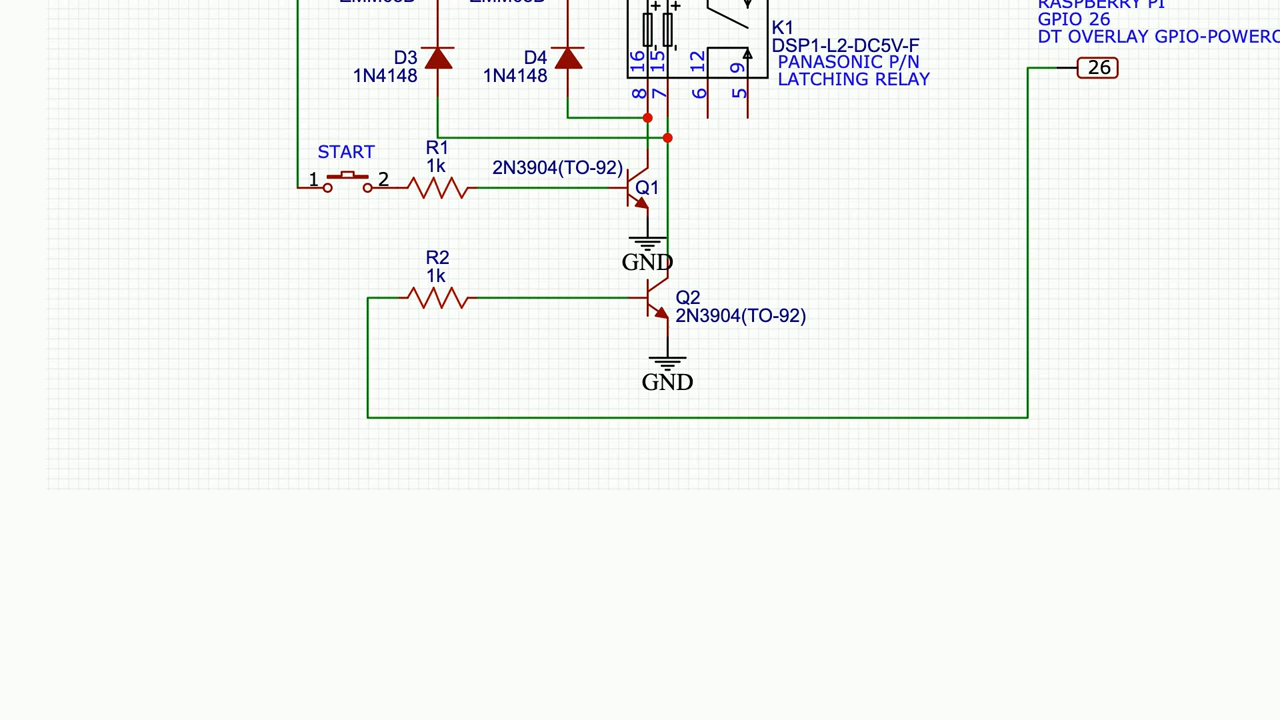 RASPBERRY PI
GPIO 26
DT OVERLAY GPIO-POWERO
26
K1
DSP1-L2-DC5V-F
PANASONIC P/N
LATCHING RELAY
D3
1N4148
D4
1N4148
+
+
16
15
12
9
8
7
6
5
START
1
2
R1
1k
2N3904(TO-92)
Q1
GND
R2
1k
Q2
2N3904(TO-92)
GND